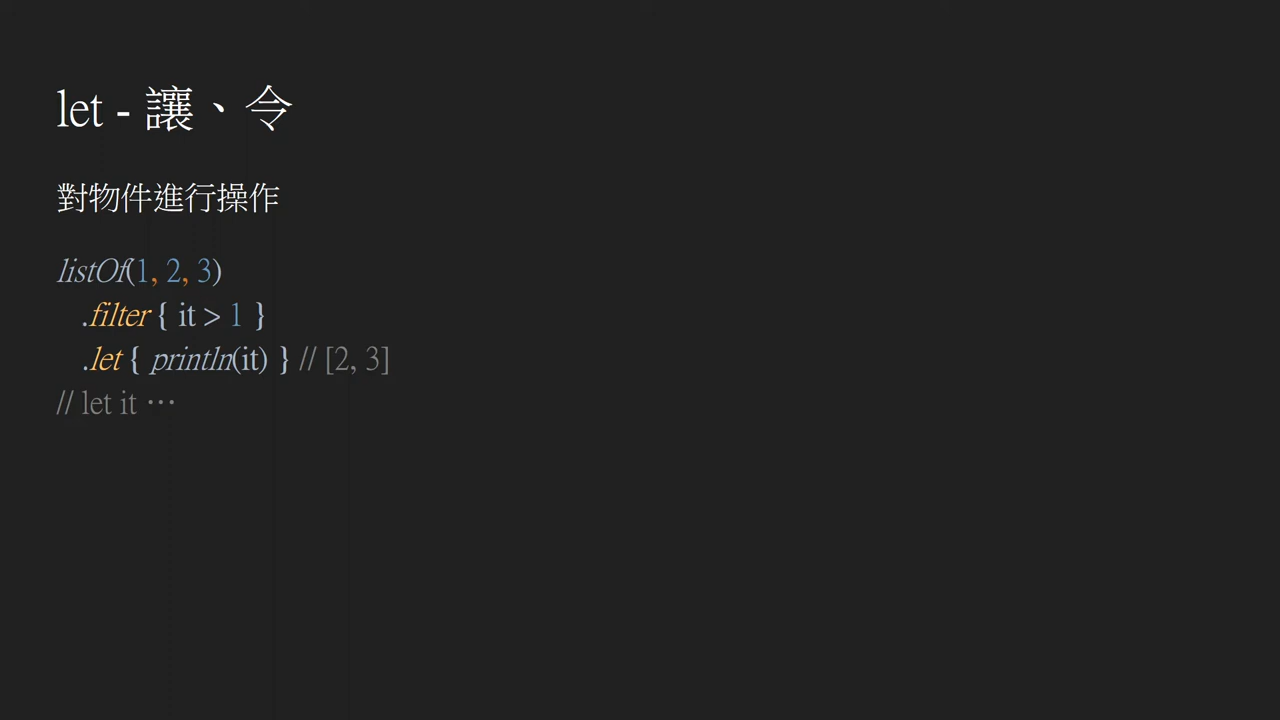 let - 讓、令
對物件進行操作
listOf(1, 2, 3)
.filter { it > 1 }
.let { println(it) } // [2, 3]
// let it ⋯